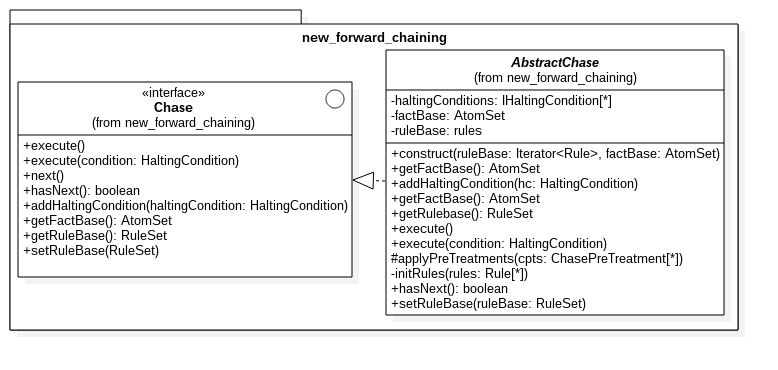 new_forward_chaining
«interface»
Chase
(from new_forward_chaining)
+execute()
+execute(condition: HaltingCondition)
+next()
+hasNext(): boolean
+addHaltingCondition(haltingCondition: HaltingCondition)
+getFactBase(): AtomSet
+getRuleBase(): RuleSet
+setRuleBase(RuleSet)
AbstractChase
(from new_forward_chaining)
-haltingConditions: IHaltingCondition[*]
-factBase: AtomSet
-ruleBase: rules
+construct(ruleBase: Iterator<Rule>, factBase: AtomSet)
+getFactBase(): AtomSet
+addHaltingCondition(hc: HaltingCondition)
+getFactBase(): AtomSet
+getRulebase(): RuleSet
+execute()
+execute(condition: HaltingCondition)
#applyPreTreatments(cpts: ChasePreTreatment[*])
-initRules(rules: Rule[*])
+hasNext(): boolean
+setRuleBase(ruleBase: RuleSet)